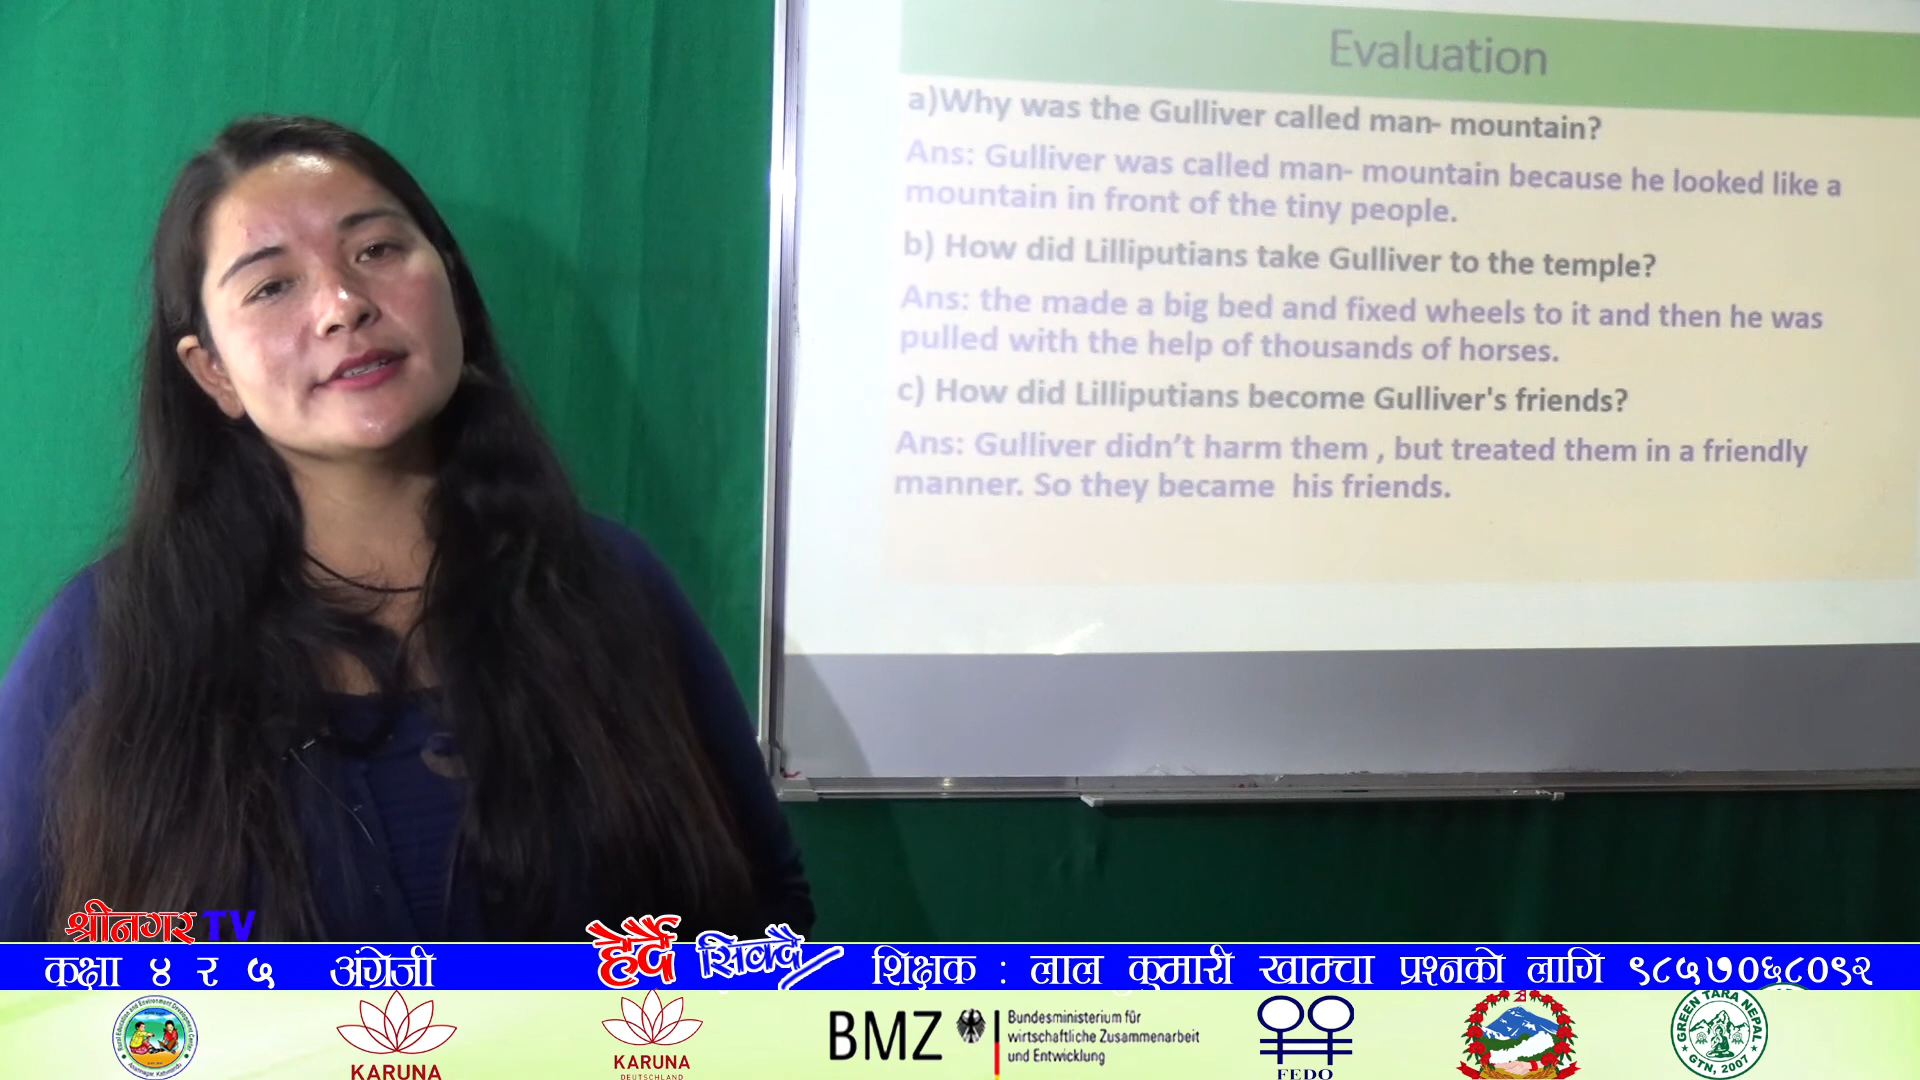 Evaluation
a)Why was the Gulliver called man- mountain?
Ans: Gulliver was called man- mountain because he looked like a
mountain in front of the tiny people.
b) How did Lilliputians take Gulliver to the temple?
Ans: the made a big bed and fixed wheels to it and then he was
pulled with the help of thousands of horses.
c) How did Lilliputians become Gulliver's friends?
Ans: Gulliver didn’t harm them , but treated them in a friendly
manner. So they became his friends.
श्रीनगर TV
हेर्दै सिक्दै
कक्षा ४ र ५ अंग्रेजी
शिक्षक : लाल कुमारी खाम्चा प्रश्नको लागि ९८५७०६८०९२
KARUNA
KARUNA
DEUTSCHLAND
BMZ
Bundesministerium für
wirtschaftliche Zusammenarbeit
und Entwicklung
FEDO
GREEN TARA NEPAL
GTN, 2007